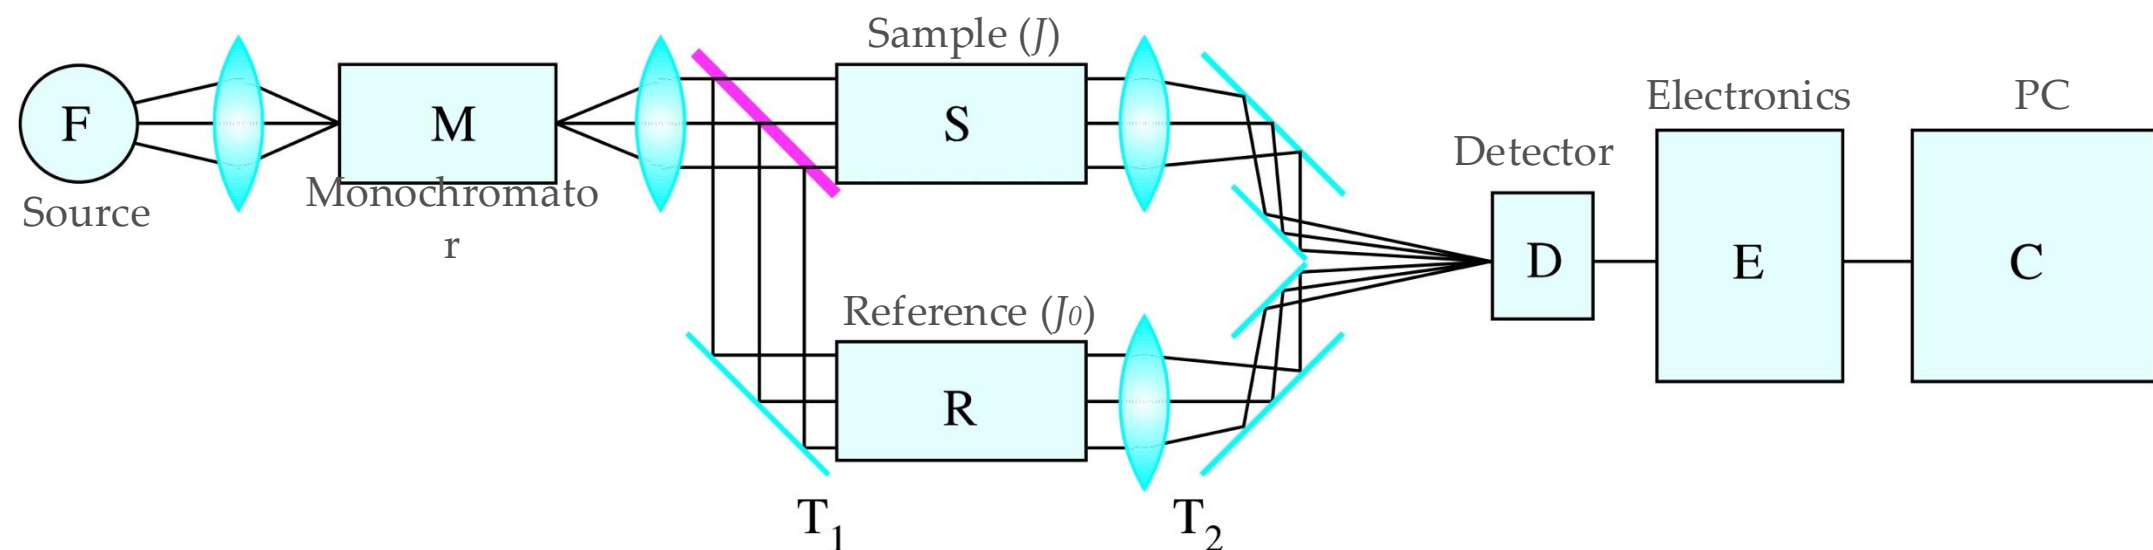 Sample (J)
Electronics
PC
F
M
S
Detector
Source
Monochromato
r
D
E
C
Reference (J₀)
R
T₁
T₂